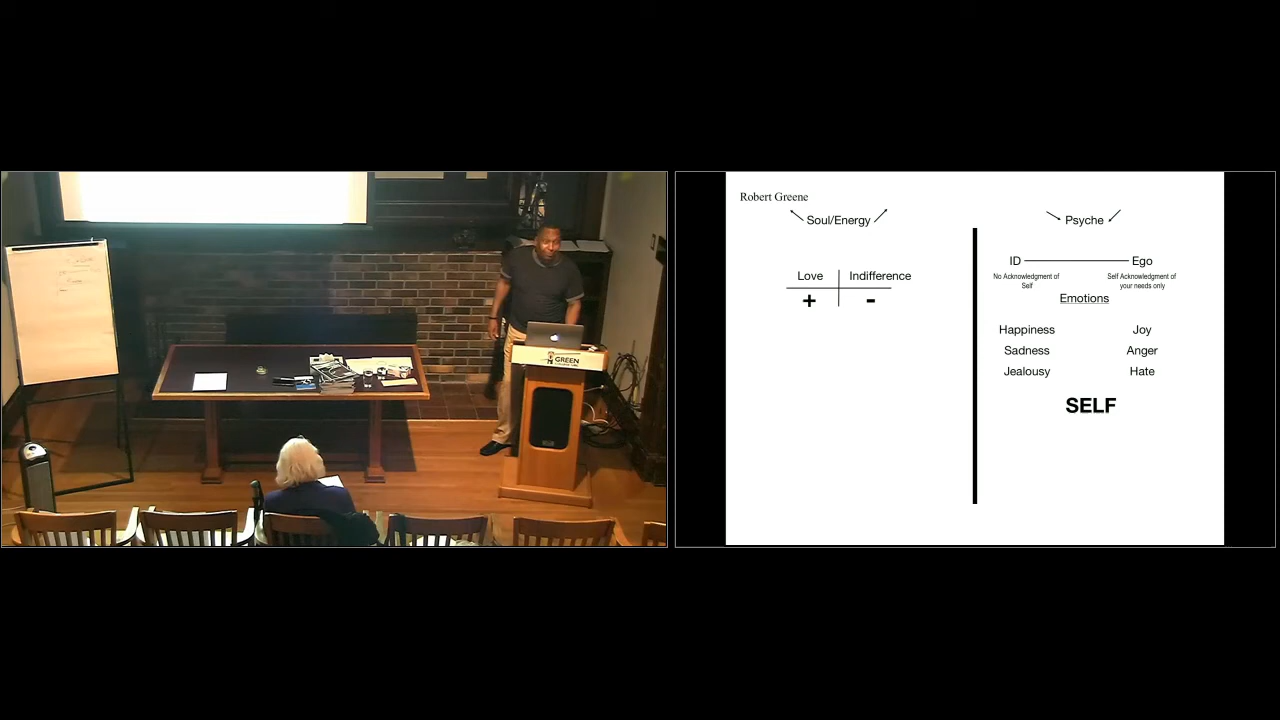 GREEN
Robert Greene
Soul/Energy
Love Indifference
+ -
Psyche
ID Ego
No Acknowledgment of
Self
Self Acknowledgment of
your needs only
Emotions
Happiness Joy
Sadness Anger
Jealousy Hate
SELF